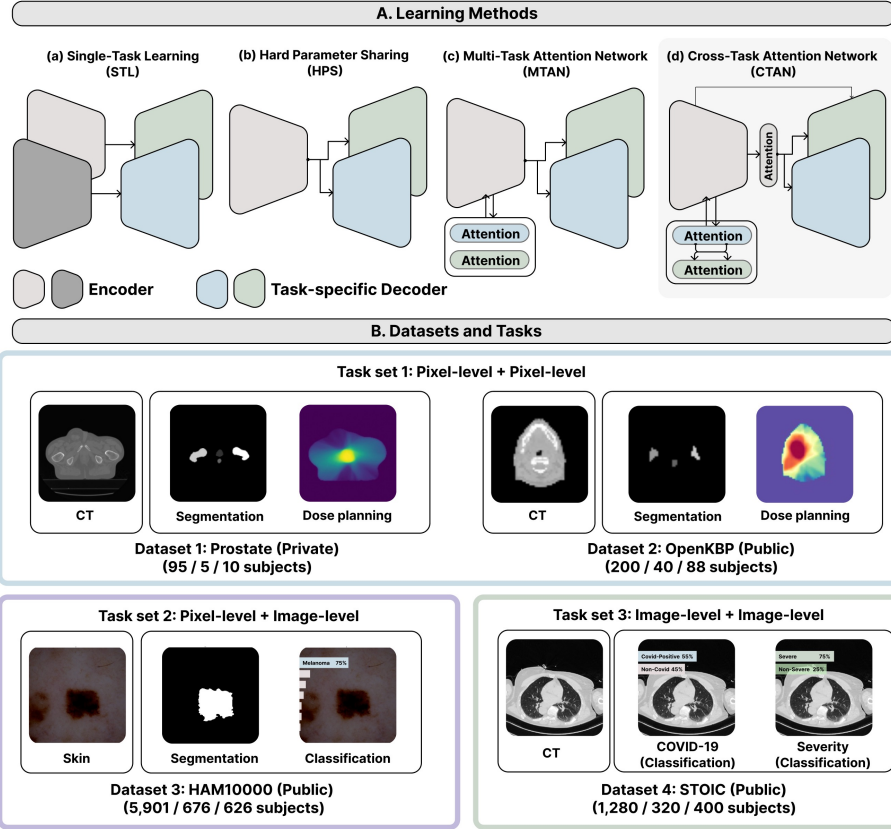 A. Learning Methods
(a) Single-Task Learning
(STL)
(b) Hard Parameter Sharing
(HPS)
(c) Multi-Task Attention Network
(MTAN)
(d) Cross-Task Attention Network
(CTAN)
Attention
Attention
Attention
Attention
Attention
Encoder
Task-specific Decoder
B. Datasets and Tasks
Task set 1: Pixel-level + Pixel-level
CT
Segmentation
Dose planning
Dataset 1: Prostate (Private)
(95 / 5 / 10 subjects)
CT
Segmentation
Dose planning
Dataset 2: OpenKBP (Public)
(200 / 40 / 88 subjects)
Task set 2: Pixel-level + Image-level
Melanoma 75%
Skin
Segmentation
Classification
Dataset 3: HAM10000 (Public)
(5,901 / 676 / 626 subjects)
Task set 3: Image-level + Image-level
Covid-Positive 55%
Non-Covid 45%
Severe 75%
Non-Severe 25%
CT
COVID-19
(Classification)
Severity
(Classification)
Dataset 4: STOIC (Public)
(1,280 / 320 / 400 subjects)